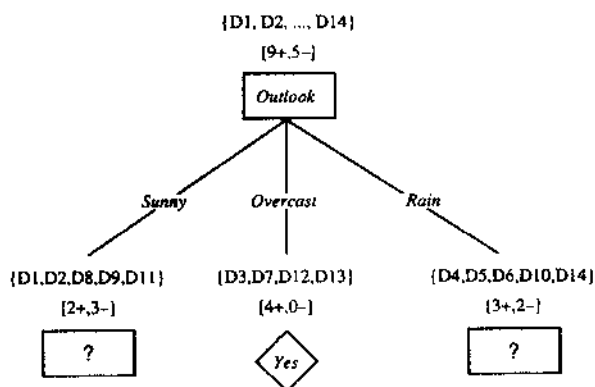 {D1, D2, ..., D14}
[9+,5−]
Outlook
Sunny
Overcast
Rain
{D1,D2,D8,D9,D11}
{D3,D7,D12,D13}
{D4,D5,D6,D10,D14}
[2+,3−]
[4+,0−]
[3+,2−]
?
Yes
?